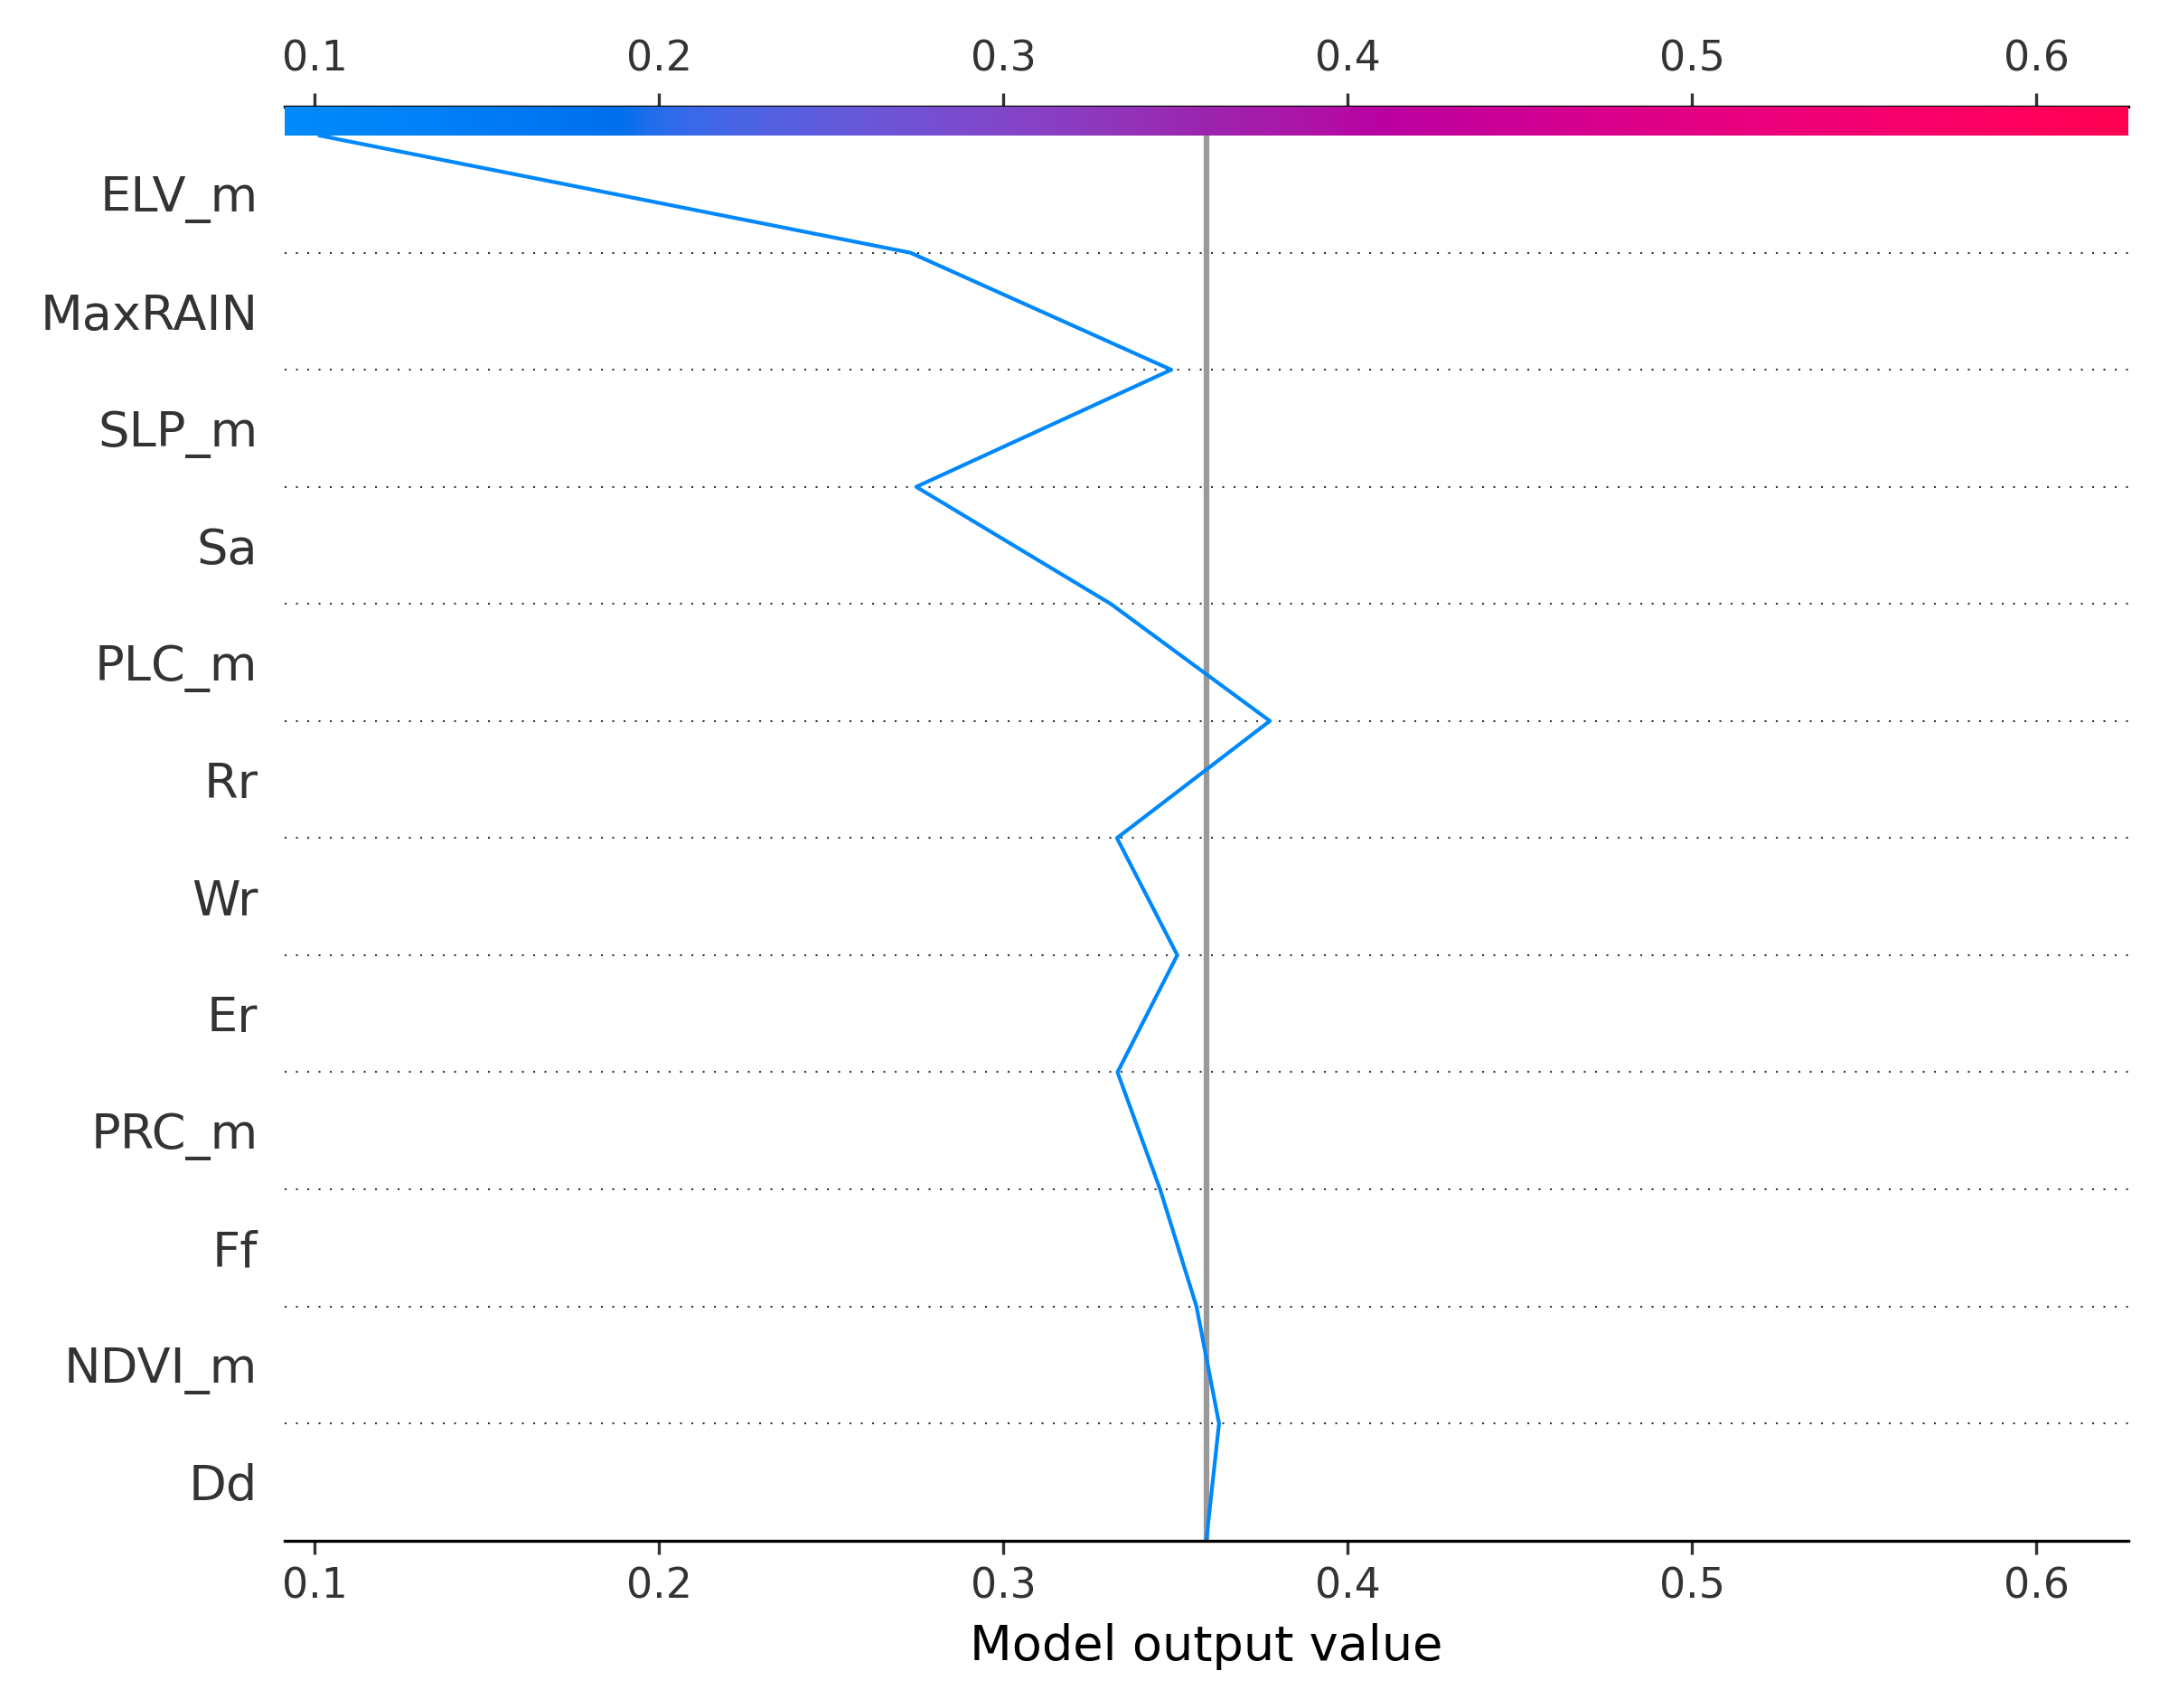 0.1 0.2 0.3 0.4 0.5 0.6
ELV_m
MaxRAIN
SLP_m
Sa
PLC_m
Rr
Wr
Er
PRC_m
Ff
NDVI_m
Dd
0.1 0.2 0.3 0.4 0.5 0.6
Model output value